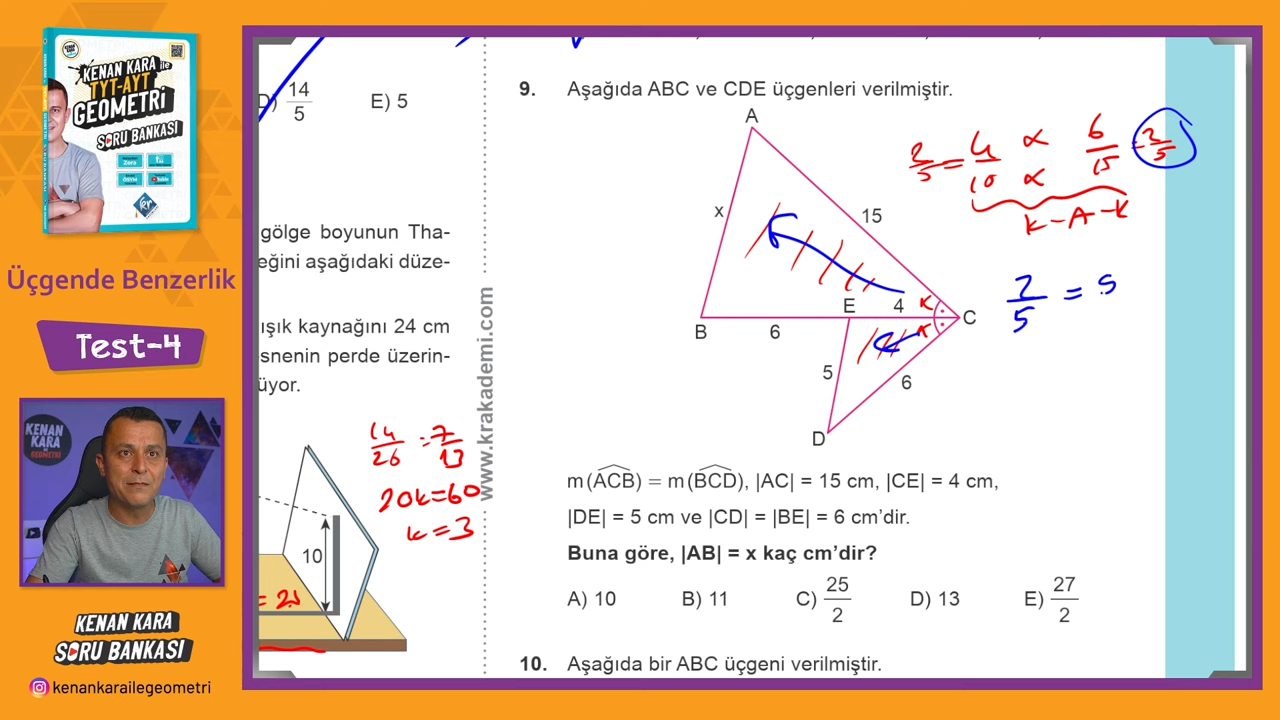 KENAN KARA ile
TYT-AYT
GEOMETRİ
SORU BANKASI
Üçgende Benzerlik
Test-4
KENAN KARA
GEOMETRİ
KENAN KARA
SORU BANKASI
kenankarailegeometri
D) 14/5 E) 5
gölge boyunun Tha-
eğini aşağıdaki düze-
ışık kaynağını 24 cm
snenin perde üzerin-
üyor.
14/26 = 7/13
20k=60
k=3
10
www.krakademi.com
9. Aşağıda ABC ve CDE üçgenleri verilmiştir.
A
x
15
E
4
K
B
6
C
A
5
6
D
2/5 = 4/10 α 6/15 = 2/5
α
K-A-K
2/5 = 5
m(ACB) = m(BCD), |AC| = 15 cm, |CE| = 4 cm,
|DE| = 5 cm ve |CD| = |BE| = 6 cm'dir.
Buna göre, |AB| = x kaç cm'dir?
A) 10 B) 11 C) 25/2 D) 13 E) 27/2
10. Aşağıda bir ABC üçgeni verilmiştir.